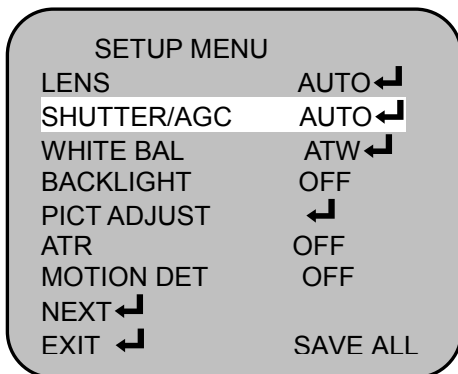 SETUP MENU
LENS AUTO↵
SHUTTER/AGC AUTO↵
WHITE BAL ATW↵
BACKLIGHT OFF
PICT ADJUST ↵
ATR OFF
MOTION DET OFF
NEXT↵
EXIT ↵ SAVE ALL